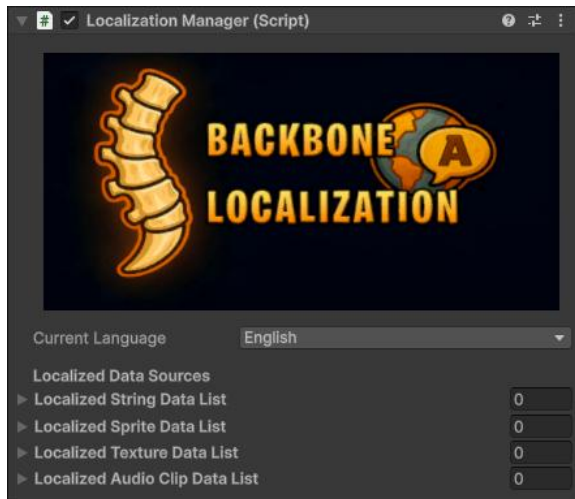 Localization Manager (Script)
BACKBONE
A
LOCALIZATION
Current Language English
Localized Data Sources
Localized String Data List 0
Localized Sprite Data List 0
Localized Texture Data List 0
Localized Audio Clip Data List 0